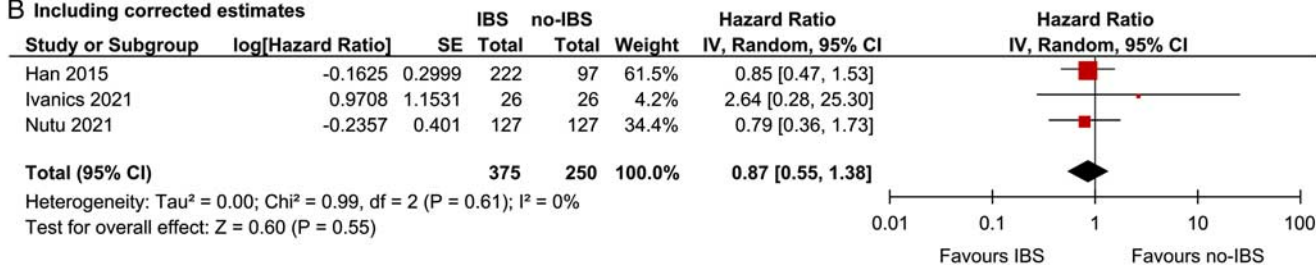 B Including corrected estimates
IBS no-IBS Hazard Ratio Hazard Ratio
Study or Subgroup log[Hazard Ratio] SE Total Total Weight IV, Random, 95% CI IV, Random, 95% CI
Han 2015 -0.1625 0.2999 222 97 61.5% 0.85 [0.47, 1.53]
Ivanics 2021 0.9708 1.1531 26 26 4.2% 2.64 [0.28, 25.30]
Nutu 2021 -0.2357 0.401 127 127 34.4% 0.79 [0.36, 1.73]
Total (95% CI) 375 250 100.0% 0.87 [0.55, 1.38]
Heterogeneity: Tau² = 0.00; Chi² = 0.99, df = 2 (P = 0.61); I² = 0%
Test for overall effect: Z = 0.60 (P = 0.55)
0.01 0.1 1 10 100
Favours IBS Favours no-IBS